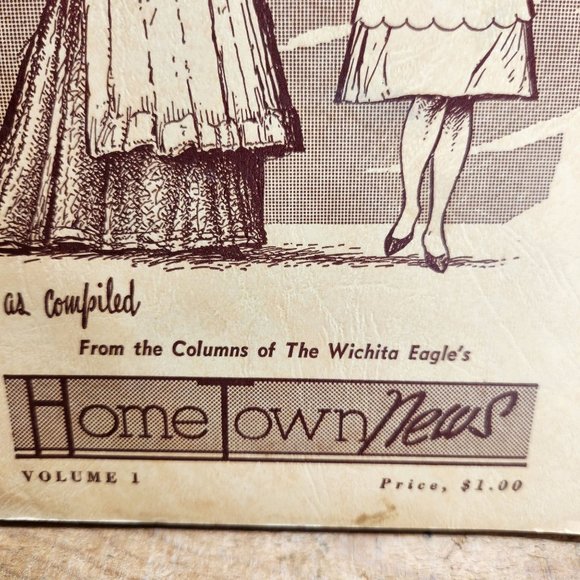 as compiled
From the Columns of The Wichita Eagle's
Home Town News
VOLUME 1 Price, $1.00